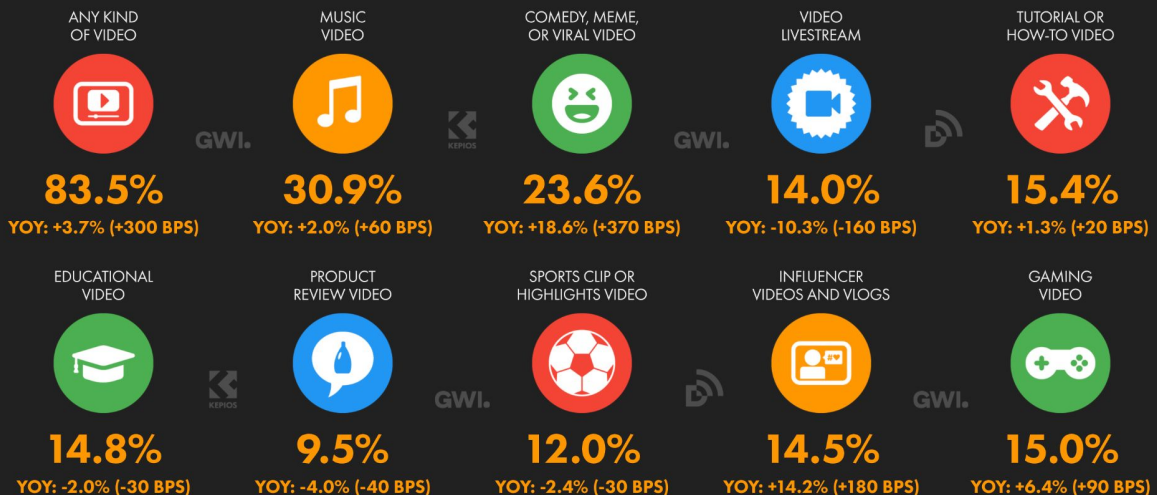 ANY KIND
OF VIDEO
MUSIC
VIDEO
COMEDY, MEME,
OR VIRAL VIDEO
VIDEO
LIVESTREAM
TUTORIAL OR
HOW-TO VIDEO
GWI.
KEPIOS
GWI.
83.5%
30.9%
23.6%
14.0%
15.4%
YOY: +3.7% (+300 BPS)
YOY: +2.0% (+60 BPS)
YOY: +18.6% (+370 BPS)
YOY: -10.3% (-160 BPS)
YOY: +1.3% (+20 BPS)
EDUCATIONAL
VIDEO
PRODUCT
REVIEW VIDEO
SPORTS CLIP OR
HIGHLIGHTS VIDEO
INFLUENCER
VIDEOS AND VLOGS
GAMING
VIDEO
#♥
KEPIOS
GWI.
GWI.
14.8%
9.5%
12.0%
14.5%
15.0%
YOY: -2.0% (-30 BPS)
YOY: -4.0% (-40 BPS)
YOY: -2.4% (-30 BPS)
YOY: +14.2% (+180 BPS)
YOY: +6.4% (+90 BPS)